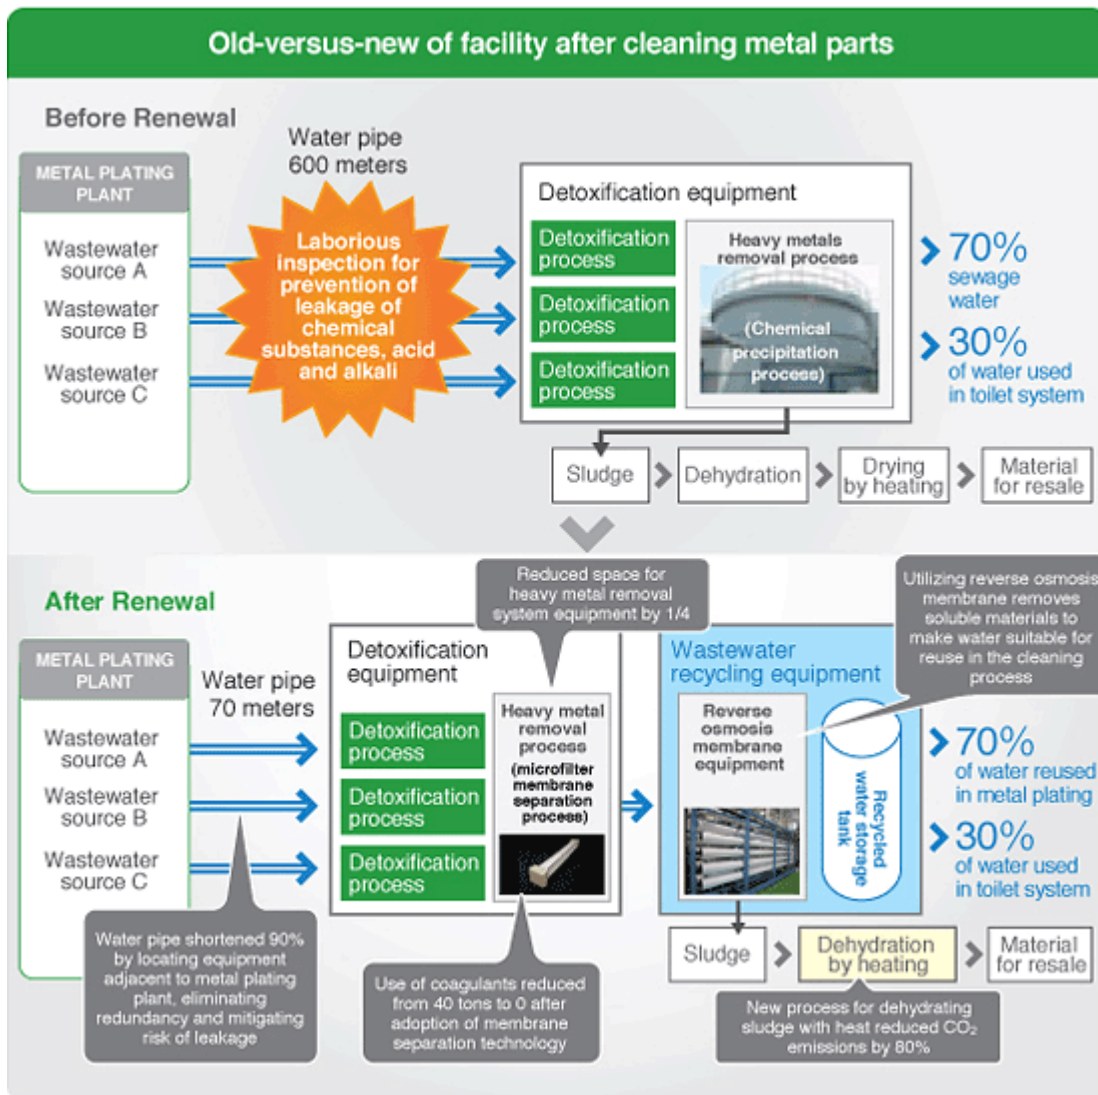 Old-versus-new of facility after cleaning metal parts
Before Renewal
METAL PLATING
PLANT
Wastewater
source A
Wastewater
source B
Wastewater
source C
Water pipe
600 meters
Laborious
inspection for
prevention of
leakage of
chemical
substances, acid
and alkali
Detoxification equipment
Detoxification
process
Detoxification
process
Detoxification
process
Heavy metals
removal process
(Chemical
precipitation
process)
70%
sewage
water
30%
of water used
in toilet system
Sludge
Dehydration
Drying
by heating
Material
for resale
After Renewal
METAL PLATING
PLANT
Wastewater
source A
Wastewater
source B
Wastewater
source C
Water pipe
70 meters
Water pipe shortened 90%
by locating equipment
adjacent to metal plating
plant, eliminating
redundancy and mitigating
risk of leakage
Detoxification
equipment
Detoxification
process
Detoxification
process
Detoxification
process
Reduced space for
heavy metal removal
system equipment by 1/4
Heavy metal
removal
process
(microfilter
membrane
separation
process)
Use of coagulants reduced
from 40 tons to 0 after
adoption of membrane
separation technology
Wastewater
recycling equipment
Reverse
osmosis
membrane
equipment
Recycled
water storage
tank
Utilizing reverse osmosis
membrane removes
soluble materials to
make water suitable for
reuse in the cleaning
process
70%
of water reused
in metal plating
30%
of water used
in toilet system
Sludge
Dehydration
by heating
Material
for resale
New process for dehydrating
sludge with heat reduced CO₂
emissions by 80%